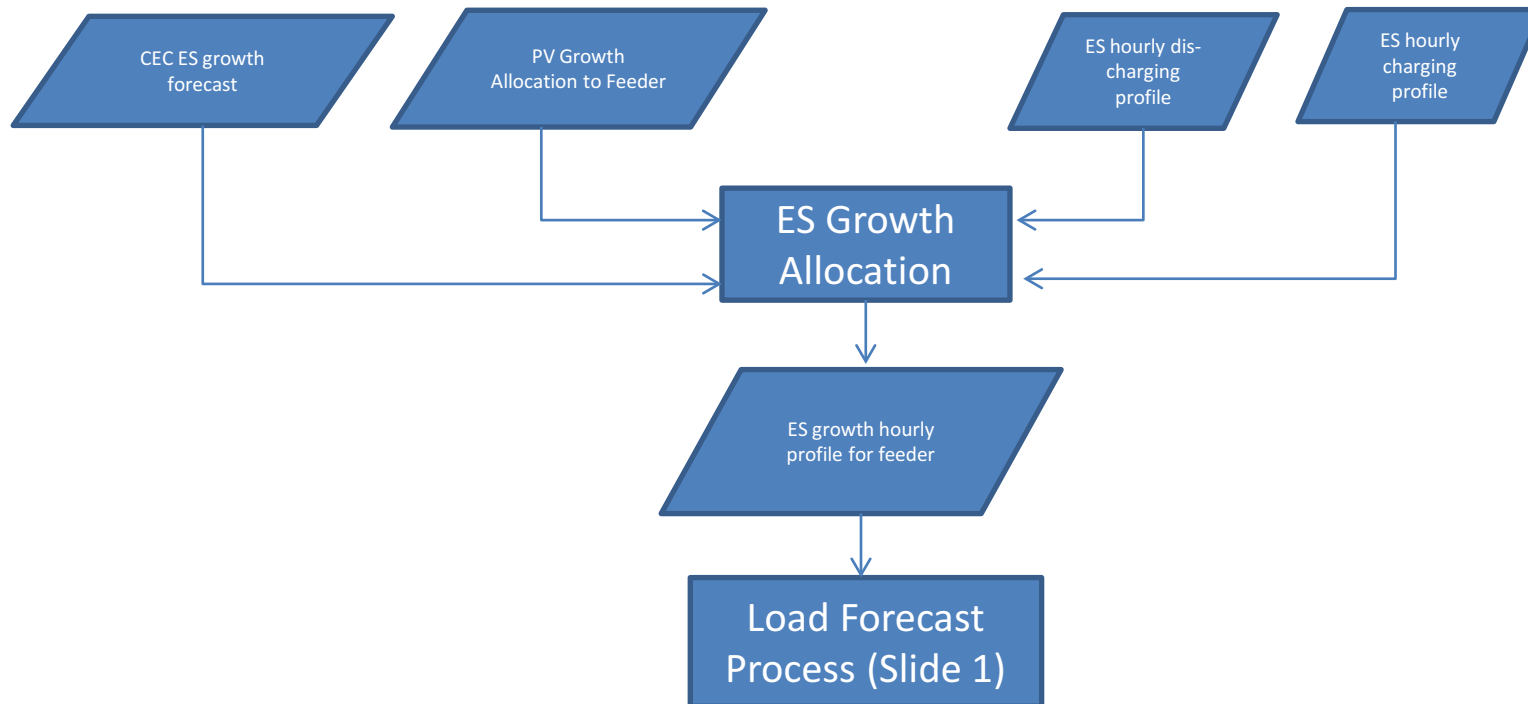 CEC ES growth
forecast
PV Growth
Allocation to Feeder
ES hourly dis-
charging
profile
ES hourly
charging
profile
ES Growth
Allocation
ES growth hourly
profile for feeder
Load Forecast
Process (Slide 1)